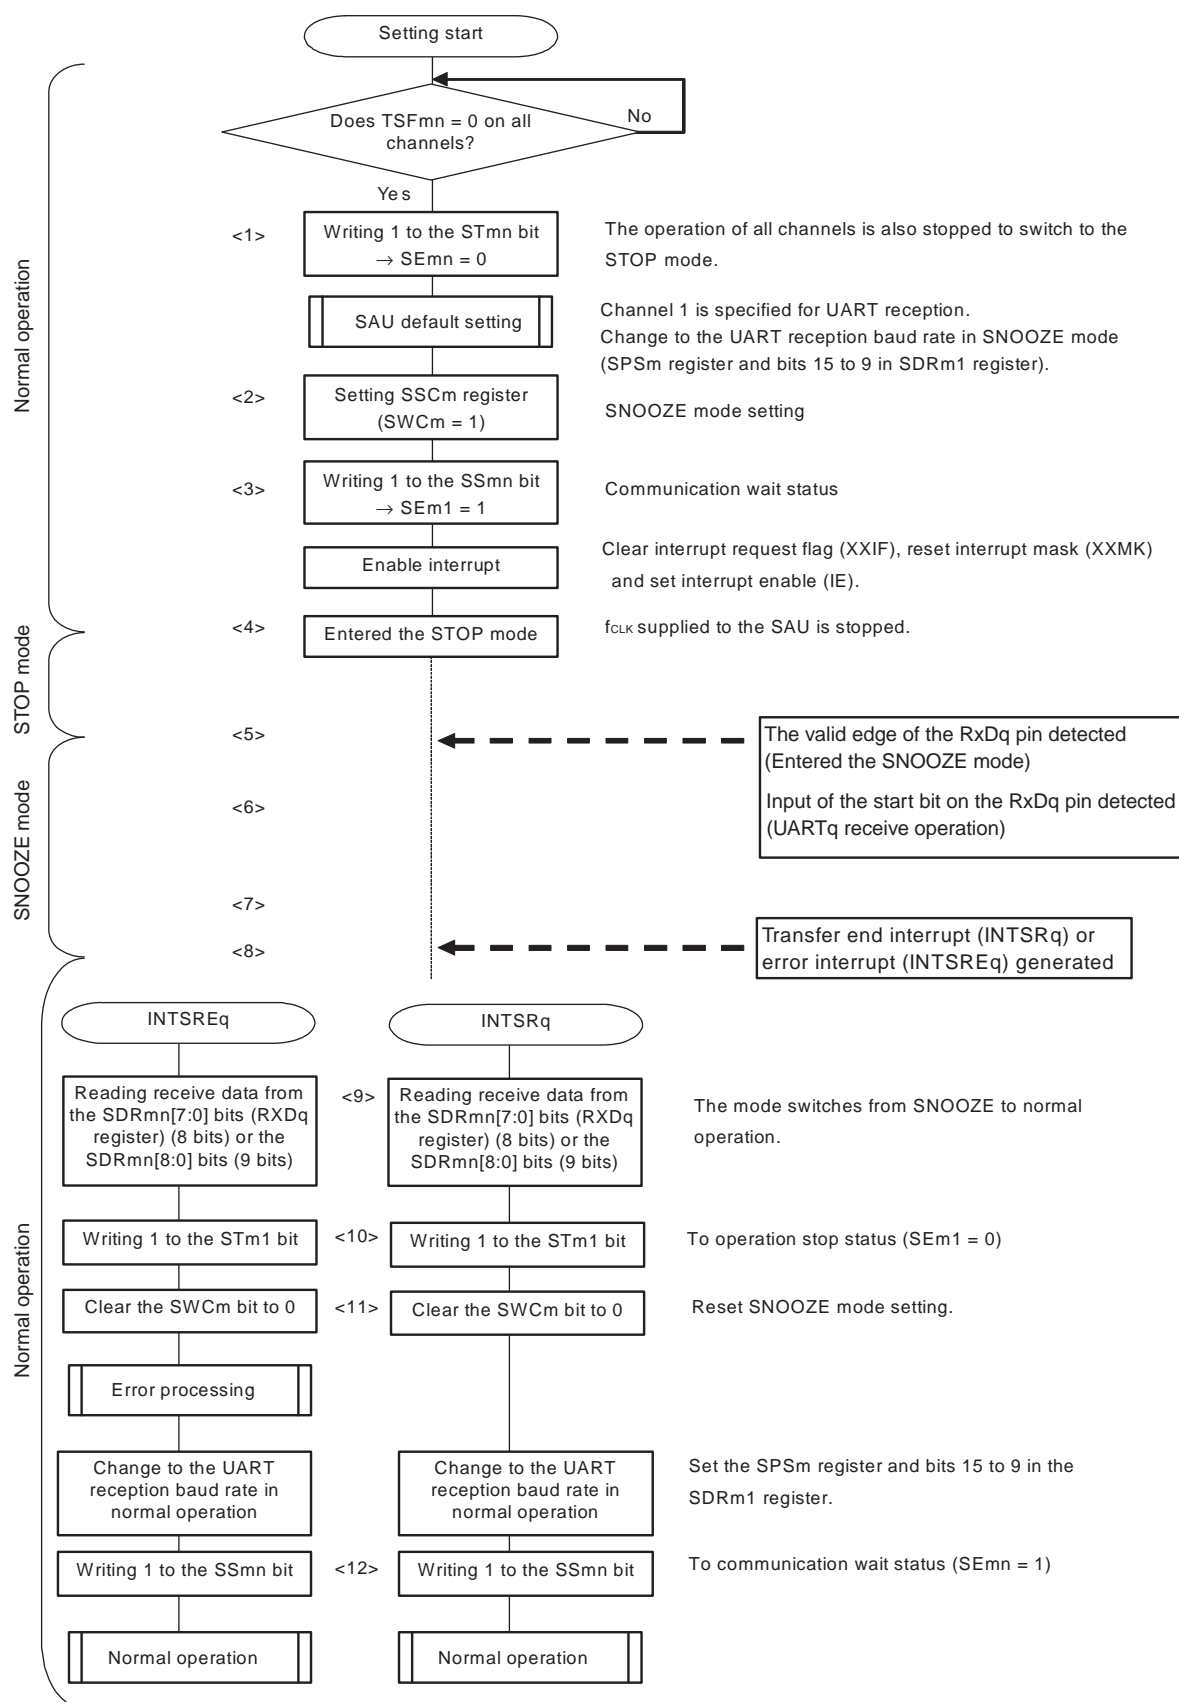 Setting start
Does TSFmn = 0 on all
channels?
No
Yes
<1>
Writing 1 to the STmn bit
→ SEmn = 0
The operation of all channels is also stopped to switch to the
STOP mode.
SAU default setting
Channel 1 is specified for UART reception.
Change to the UART reception baud rate in SNOOZE mode
(SPSm register and bits 15 to 9 in SDRm1 register).
<2>
Setting SSCm register
(SWCm = 1)
SNOOZE mode setting
<3>
Writing 1 to the SSmn bit
→ SEm1 = 1
Communication wait status
Enable interrupt
Clear interrupt request flag (XXIF), reset interrupt mask (XXMK)
and set interrupt enable (IE).
Normal operation
<4>
Entered the STOP mode
fCLK supplied to the SAU is stopped.
STOP mode
<5>
The valid edge of the RxDq pin detected
(Entered the SNOOZE mode)
<6>
Input of the start bit on the RxDq pin detected
(UARTq receive operation)
SNOOZE mode
<7>
<8>
Transfer end interrupt (INTSRq) or
error interrupt (INTSREq) generated
INTSREq
INTSRq
Reading receive data from
the SDRmn[7:0] bits (RXDq
register) (8 bits) or the
SDRmn[8:0] bits (9 bits)
<9>
Reading receive data from
the SDRmn[7:0] bits (RXDq
register) (8 bits) or the
SDRmn[8:0] bits (9 bits)
The mode switches from SNOOZE to normal
operation.
Writing 1 to the STm1 bit
<10>
Writing 1 to the STm1 bit
To operation stop status (SEm1 = 0)
Clear the SWCm bit to 0
<11>
Clear the SWCm bit to 0
Reset SNOOZE mode setting.
Normal operation
Error processing
Change to the UART
reception baud rate in
normal operation
Change to the UART
reception baud rate in
normal operation
Set the SPSm register and bits 15 to 9 in the
SDRm1 register.
Writing 1 to the SSmn bit
<12>
Writing 1 to the SSmn bit
To communication wait status (SEmn = 1)
Normal operation
Normal operation